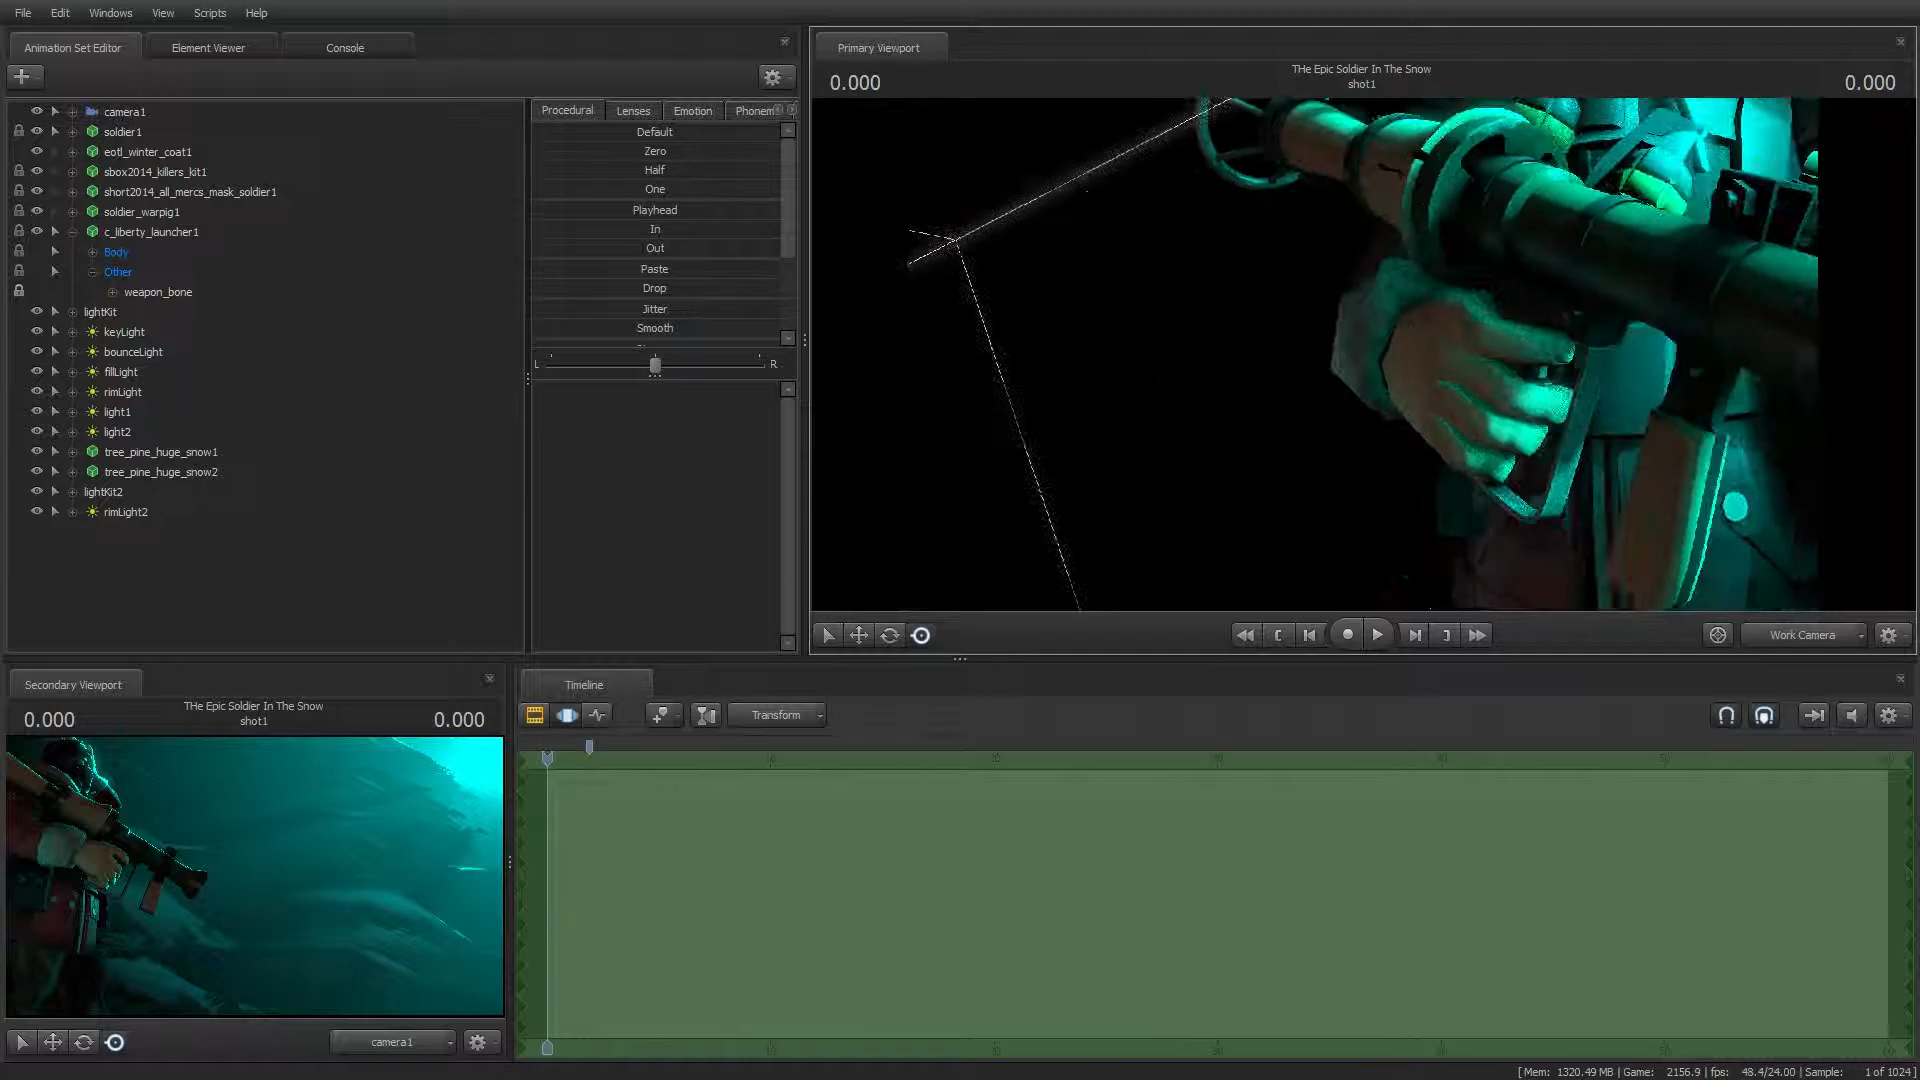 File Edit Windows View Scripts Help
Animation Set Editor Element Viewer Console
Primary Viewport
0.000
THe Epic Soldier In The Snow
shot1
0.000
camera1
soldier1
eotl_winter_coat1
sbox2014_killers_kit1
short2014_all_mercs_mask_soldier1
soldier_warpig1
c_liberty_launcher1
Body
Other
weapon_bone
lightKit
keyLight
bounceLight
fillLight
rimLight
light1
light2
tree_pine_huge_snow1
tree_pine_huge_snow2
lightKit2
rimLight2
Procedural Lenses Emotion Phonem
Default
Zero
Half
One
Playhead
In
Out
Paste
Drop
Jitter
Smooth
L R
Work Camera
Secondary Viewport
0.000
THe Epic Soldier In The Snow
shot1
0.000
camera1
Timeline
Transform
[ Mem: 1320.49 MB | Game: 2156.9 | fps: 48.4/24.00 | Sample: 1 of 1024 ]